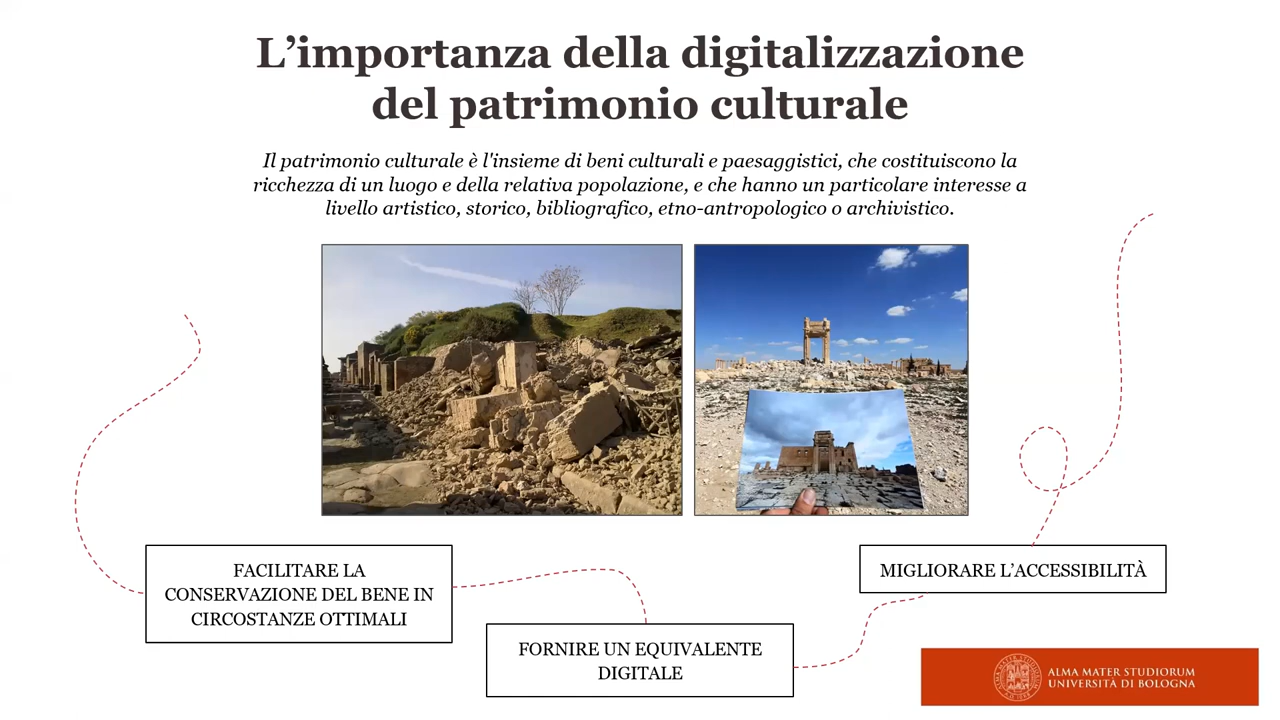 L’importanza della digitalizzazione
del patrimonio culturale
Il patrimonio culturale è l'insieme di beni culturali e paesaggistici, che costituiscono la
ricchezza di un luogo e della relativa popolazione, e che hanno un particolare interesse a
livello artistico, storico, bibliografico, etno-antropologico o archivistico.
FACILITARE LA
CONSERVAZIONE DEL BENE IN
CIRCOSTANZE OTTIMALI
FORNIRE UN EQUIVALENTE
DIGITALE
MIGLIORARE L’ACCESSIBILITÀ
ALMA MATER STUDIORUM
UNIVERSITÀ DI BOLOGNA